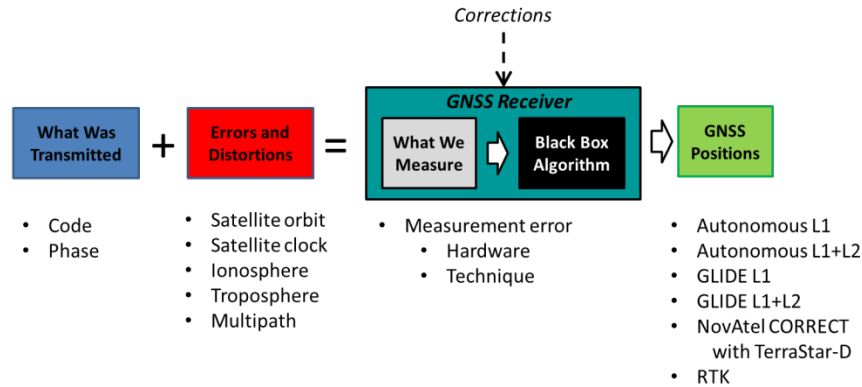 Corrections
GNSS Receiver
What Was
Transmitted
+
Errors and
Distortions
=
What We
Measure
Black Box
Algorithm
GNSS
Positions
• Code
• Phase
• Satellite orbit
• Satellite clock
• Ionosphere
• Troposphere
• Multipath
• Measurement error
• Hardware
• Technique
• Autonomous L1
• Autonomous L1+L2
• GLIDE L1
• GLIDE L1+L2
• NovAtel CORRECT
with TerraStar-D
• RTK